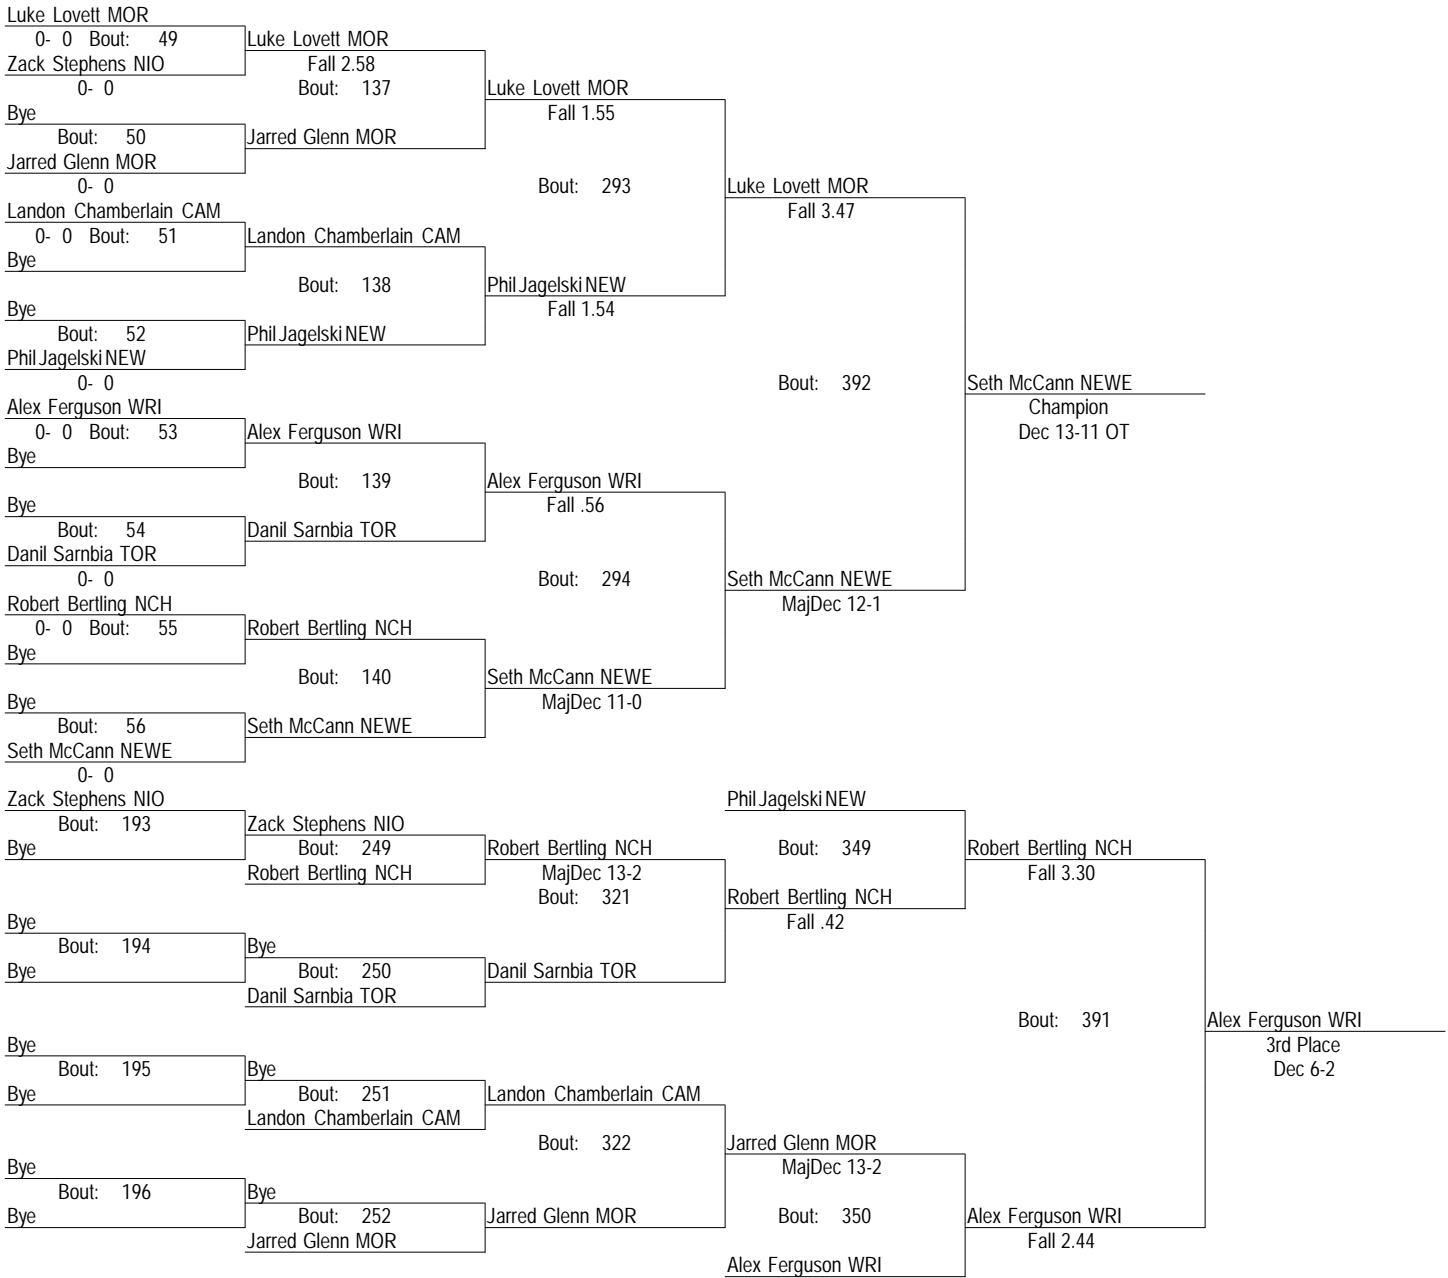 Luke Lovett MOR
0- 0 Bout: 49 Luke Lovett MOR
Zack Stephens NIO Fall 2.58
0- 0 Bout: 137 Luke Lovett MOR
Bye Fall 1.55
Bout: 50 Jarred Glenn MOR
Jarred Glenn MOR
0- 0 Bout: 293 Luke Lovett MOR
Landon Chamberlain CAM Fall 3.47
0- 0 Bout: 51 Landon Chamberlain CAM
Bye
Bout: 138 Phil Jagelski NEW
Bye Fall 1.54
Bout: 52 Phil Jagelski NEW
Phil Jagelski NEW
0- 0 Bout: 392 Seth McCann NEWE
Alex Ferguson WRI Champion
0- 0 Bout: 53 Alex Ferguson WRI Dec 13-11 OT
Bye
Bout: 139 Alex Ferguson WRI
Bye Fall .56
Bout: 54 Danil Sarnbia TOR
Danil Sarnbia TOR
0- 0 Bout: 294 Seth McCann NEWE
Robert Bertling NCH MajDec 12-1
0- 0 Bout: 55 Robert Bertling NCH
Bye
Bout: 140 Seth McCann NEWE
Bye MajDec 11-0
Bout: 56 Seth McCann NEWE
Seth McCann NEWE
0- 0
Zack Stephens NIO Phil Jagelski NEW
Bout: 193 Zack Stephens NIO
Bye Bout: 249 Robert Bertling NCH Bout: 349 Robert Bertling NCH
Robert Bertling NCH MajDec 13-2 Fall 3.30
Bout: 321 Robert Bertling NCH
Bye Fall .42
Bout: 194 Bye
Bye Bout: 250 Danil Sarnbia TOR
Danil Sarnbia TOR
Bout: 391 Alex Ferguson WRI
Bye 3rd Place
Bout: 195 Bye Dec 6-2
Bye Bout: 251 Landon Chamberlain CAM
Landon Chamberlain CAM
Bout: 322 Jarred Glenn MOR
Bye MajDec 13-2
Bout: 196 Bye
Bye Bout: 252 Jarred Glenn MOR Bout: 350 Alex Ferguson WRI
Jarred Glenn MOR Fall 2.44
Alex Ferguson WRI